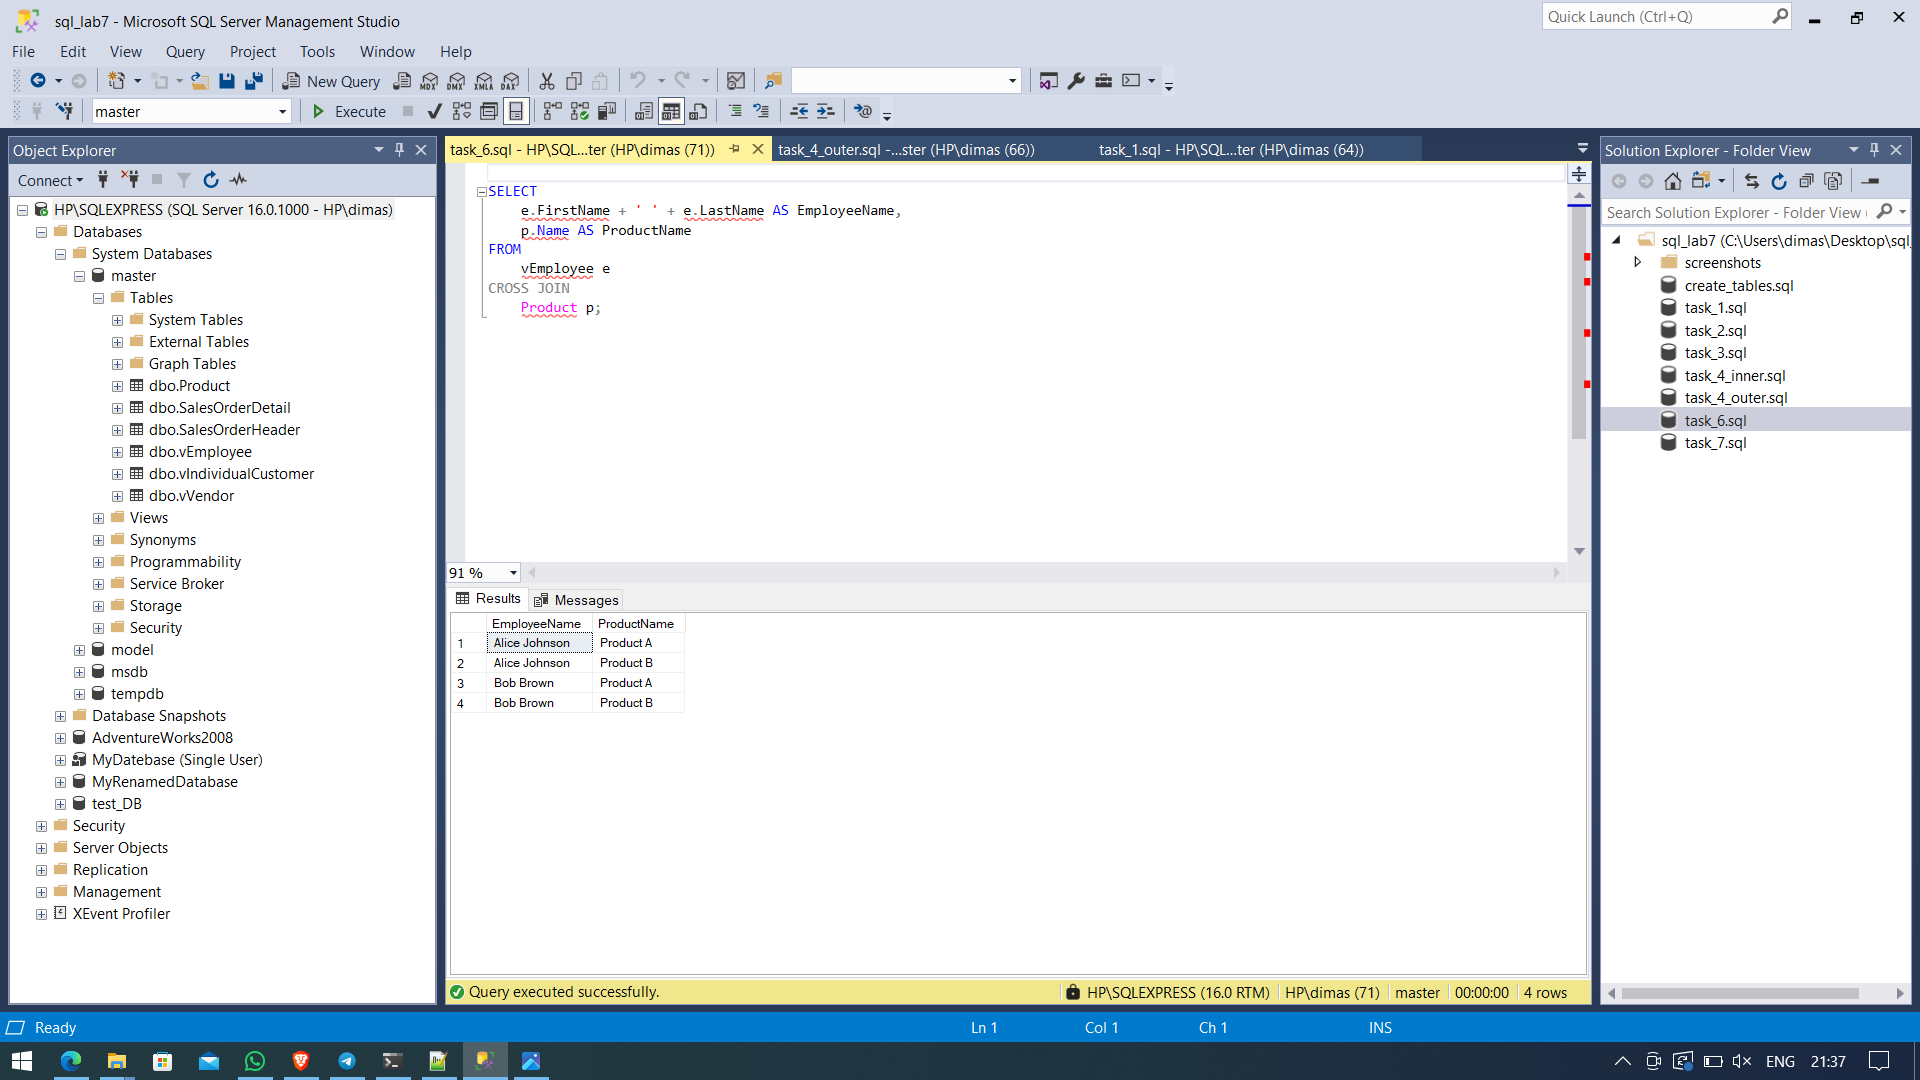 sql_lab7 - Microsoft SQL Server Management Studio
Quick Launch (Ctrl+Q)
File Edit View Query Project Tools Window Help
New Query MDX DMX XMLA DAX
master Execute
Object Explorer
Connect
HP\SQLEXPRESS (SQL Server 16.0.1000 - HP\dimas)
Databases
System Databases
master
Tables
System Tables
External Tables
Graph Tables
dbo.Product
dbo.SalesOrderDetail
dbo.SalesOrderHeader
dbo.vEmployee
dbo.vIndividualCustomer
dbo.vVendor
Views
Synonyms
Programmability
Service Broker
Storage
Security
model
msdb
tempdb
Database Snapshots
AdventureWorks2008
MyDatebase (Single User)
MyRenamedDatabase
test_DB
Security
Server Objects
Replication
Management
XEvent Profiler
task_6.sql - HP\SQL...ter (HP\dimas (71)) task_4_outer.sql -...ster (HP\dimas (66)) task_1.sql - HP\SQL...ter (HP\dimas (64))
SELECT
e.FirstName + ' ' + e.LastName AS EmployeeName,
p.Name AS ProductName
FROM
vEmployee e
CROSS JOIN
Product p;
91 %
Results Messages
EmployeeName ProductName
1 Alice Johnson Product A
2 Alice Johnson Product B
3 Bob Brown Product A
4 Bob Brown Product B
Query executed successfully. HP\SQLEXPRESS (16.0 RTM) HP\dimas (71) master 00:00:00 4 rows
Solution Explorer - Folder View
Search Solution Explorer - Folder View (
sql_lab7 (C:\Users\dimas\Desktop\sql_
screenshots
create_tables.sql
task_1.sql
task_2.sql
task_3.sql
task_4_inner.sql
task_4_outer.sql
task_6.sql
task_7.sql
Ready Ln 1 Col 1 Ch 1 INS
ENG 21:37